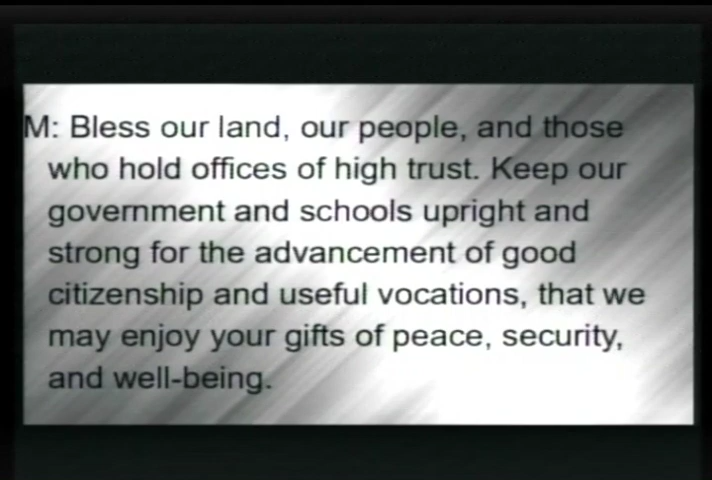 M: Bless our land, our people, and those
who hold offices of high trust. Keep our
government and schools upright and
strong for the advancement of good
citizenship and useful vocations, that we
may enjoy your gifts of peace, security,
and well-being.